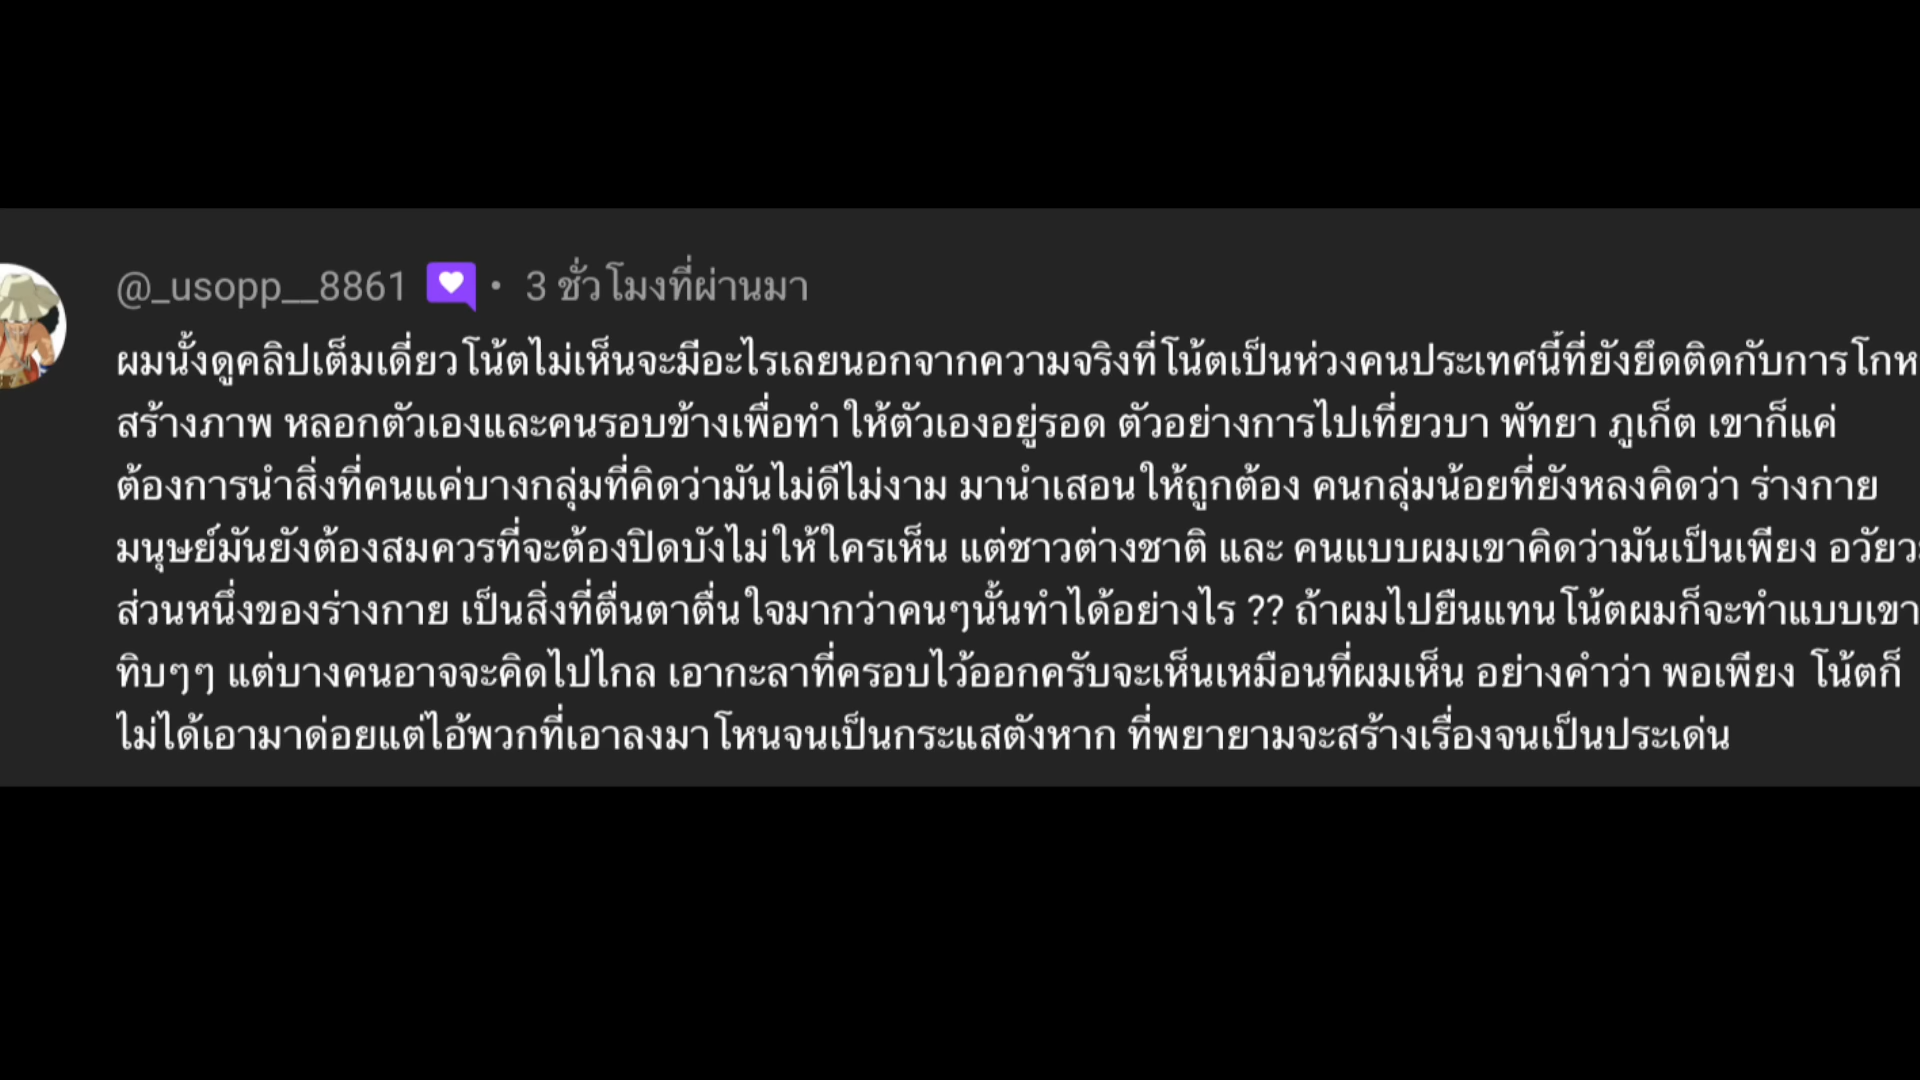 @_usopp__8861 • 3 ชั่วโมงที่ผ่านมา
ผมนั้งดูคลิปเต็มเดี่ยวโน้ตไม่เห็นจะมีอะไรเลยนอกจากความจริงที่โน้ตเป็นห่วงคนประเทศนี้ที่ยังยึดติดกับการโกห
สร้างภาพ หลอกตัวเองและคนรอบข้างเพื่อทำให้ตัวเองอยู่รอด ตัวอย่างการไปเที่ยวบา พัทยา ภูเก็ต เขาก็แค่
ต้องการนำสิ่งที่คนแค่บางกลุ่มที่คิดว่ามันไม่ดีไม่งาม มานำเสอนให้ถูกต้อง คนกลุ่มน้อยที่ยังหลงคิดว่า ร่างกาย
มนุษย์มันยังต้องสมควรที่จะต้องปิดบังไม่ให้ใครเห็น แต่ชาวต่างชาติ และ คนแบบผมเขาคิดว่ามันเป็นเพียง อวัยวะ
ส่วนหนึ่งของร่างกาย เป็นสิ่งที่ตื่นตาตื่นใจมากว่าคนๆนั้นทำได้อย่างไร ?? ถ้าผมไปยืนแทนโน้ตผมก็จะทำแบบเขา
ทิบๆๆ แต่บางคนอาจจะคิดไปไกล เอากะลาที่ครอบไว้ออกครับจะเห็นเหมือนที่ผมเห็น อย่างคำว่า พอเพียง โน้ตก็
ไม่ได้เอามาด่อยแต่ไอ้พวกที่เอาลงมาโหนจนเป็นกระแสตังหาก ที่พยายามจะสร้างเรื่องจนเป็นประเด่น